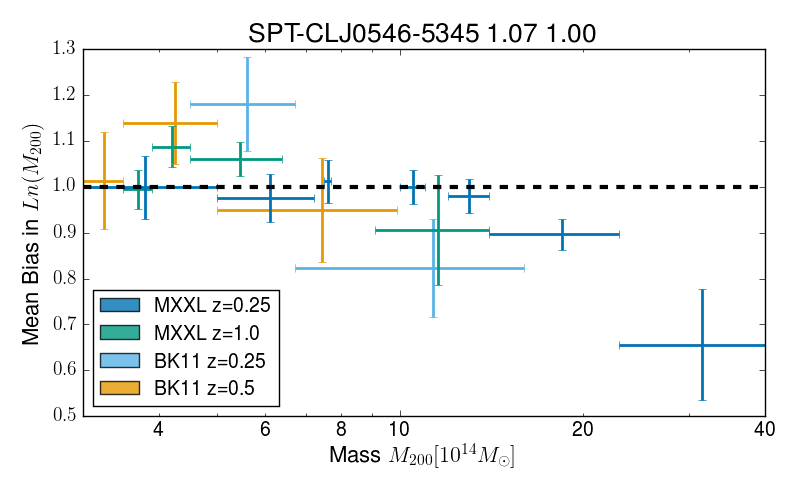 SPT-CLJ0546-5345 1.07 1.00
1.3
1.2
1.1
1.0
0.9
0.8
0.7
0.6
0.5
Mean Bias in Ln(M₂₀₀)
MXXL z=0.25
MXXL z=1.0
BK11 z=0.25
BK11 z=0.5
4 6 8 10 20 40
Mass M₂₀₀[10¹⁴M☉]